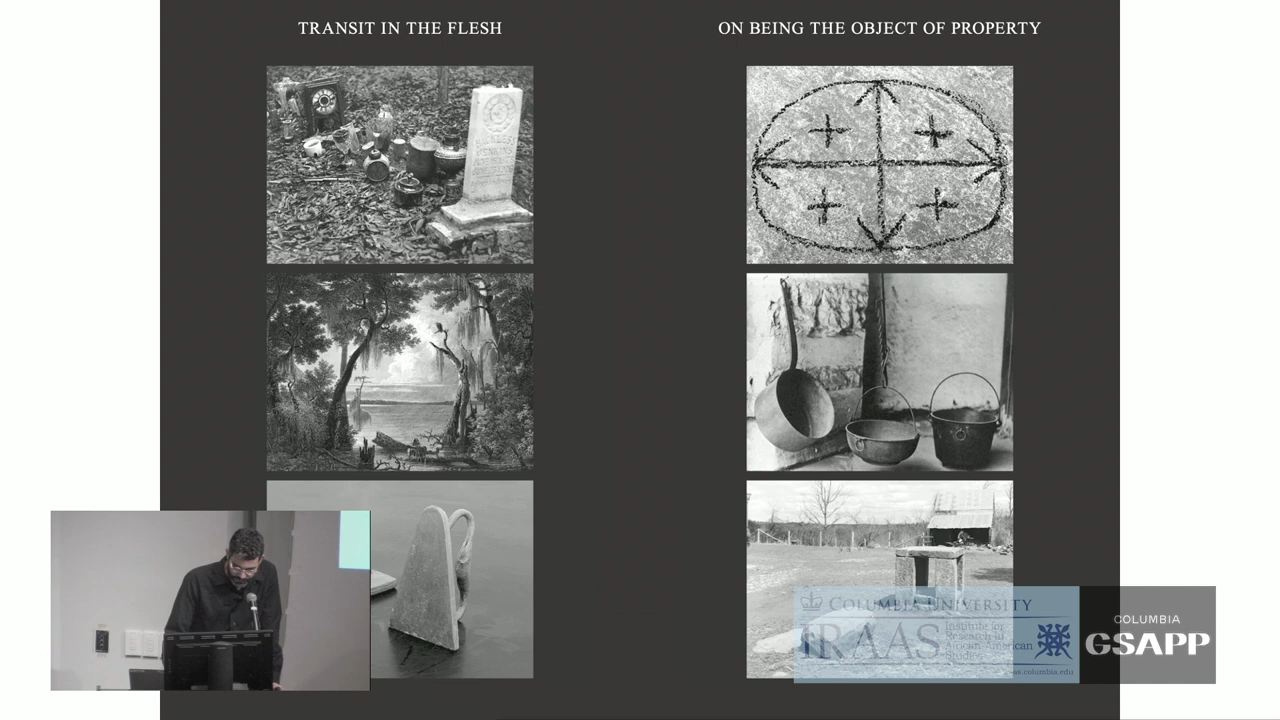 TRANSIT IN THE FLESH
ON BEING THE OBJECT OF PROPERTY
COLUMBIA UNIVERSITY
IRAAS
Institute for
Research in
African-American
Studies
COLUMBIA
GSAPP